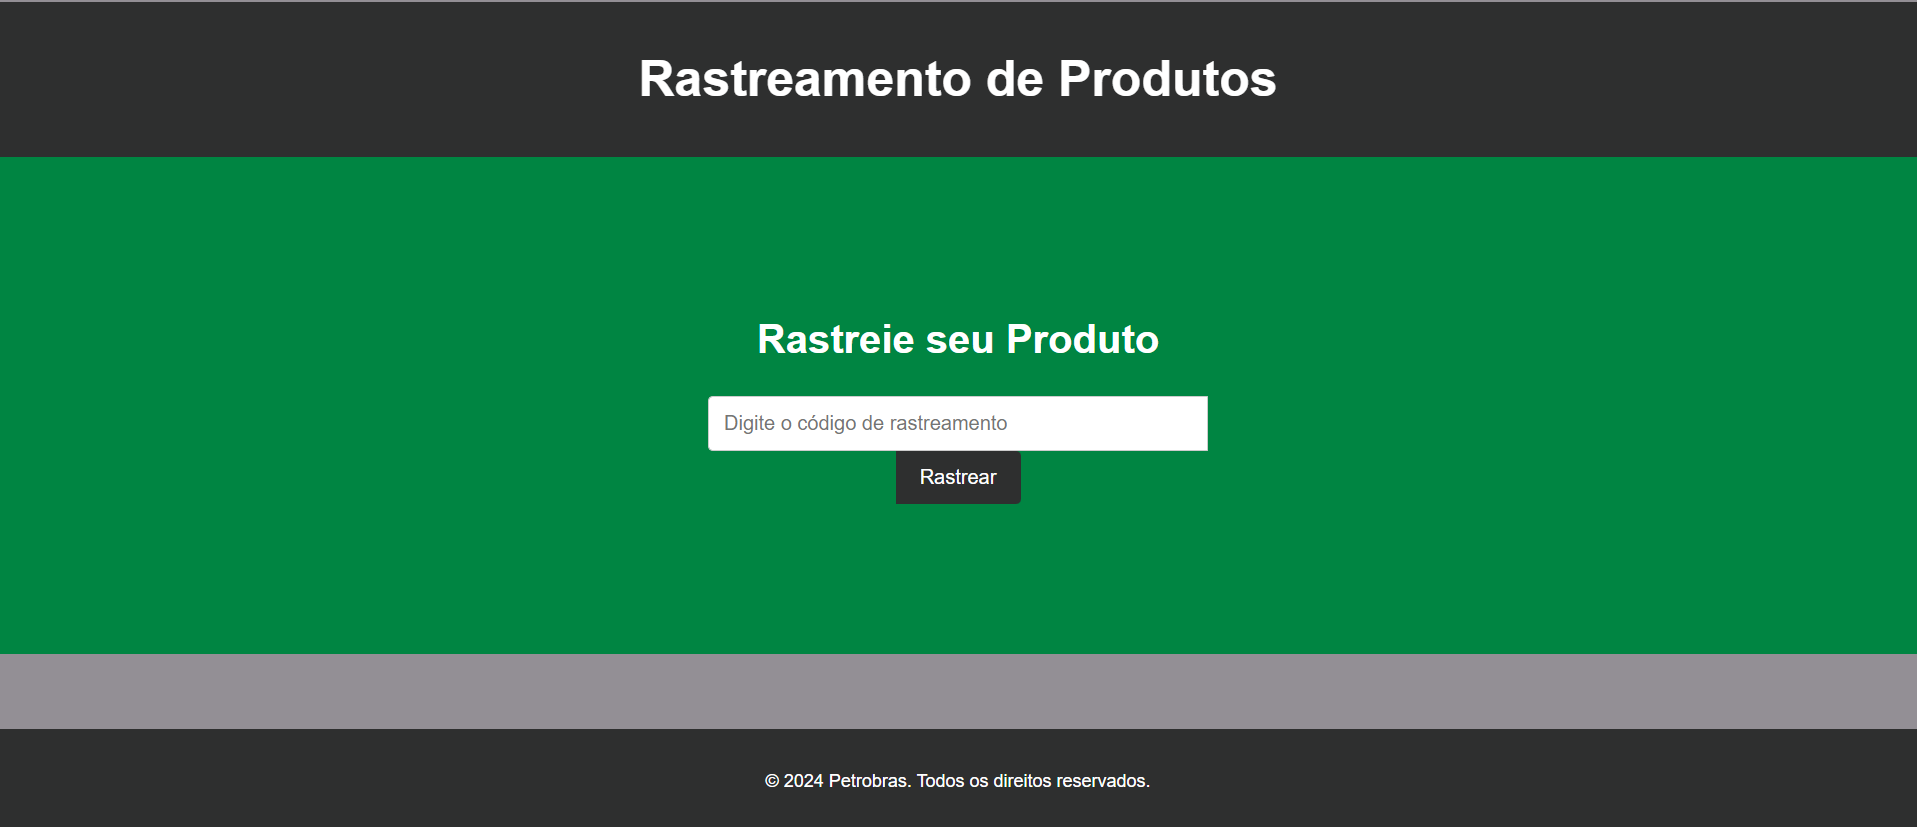 Rastreamento de Produtos
Rastreie seu Produto
Digite o código de rastreamento
Rastrear
© 2024 Petrobras. Todos os direitos reservados.